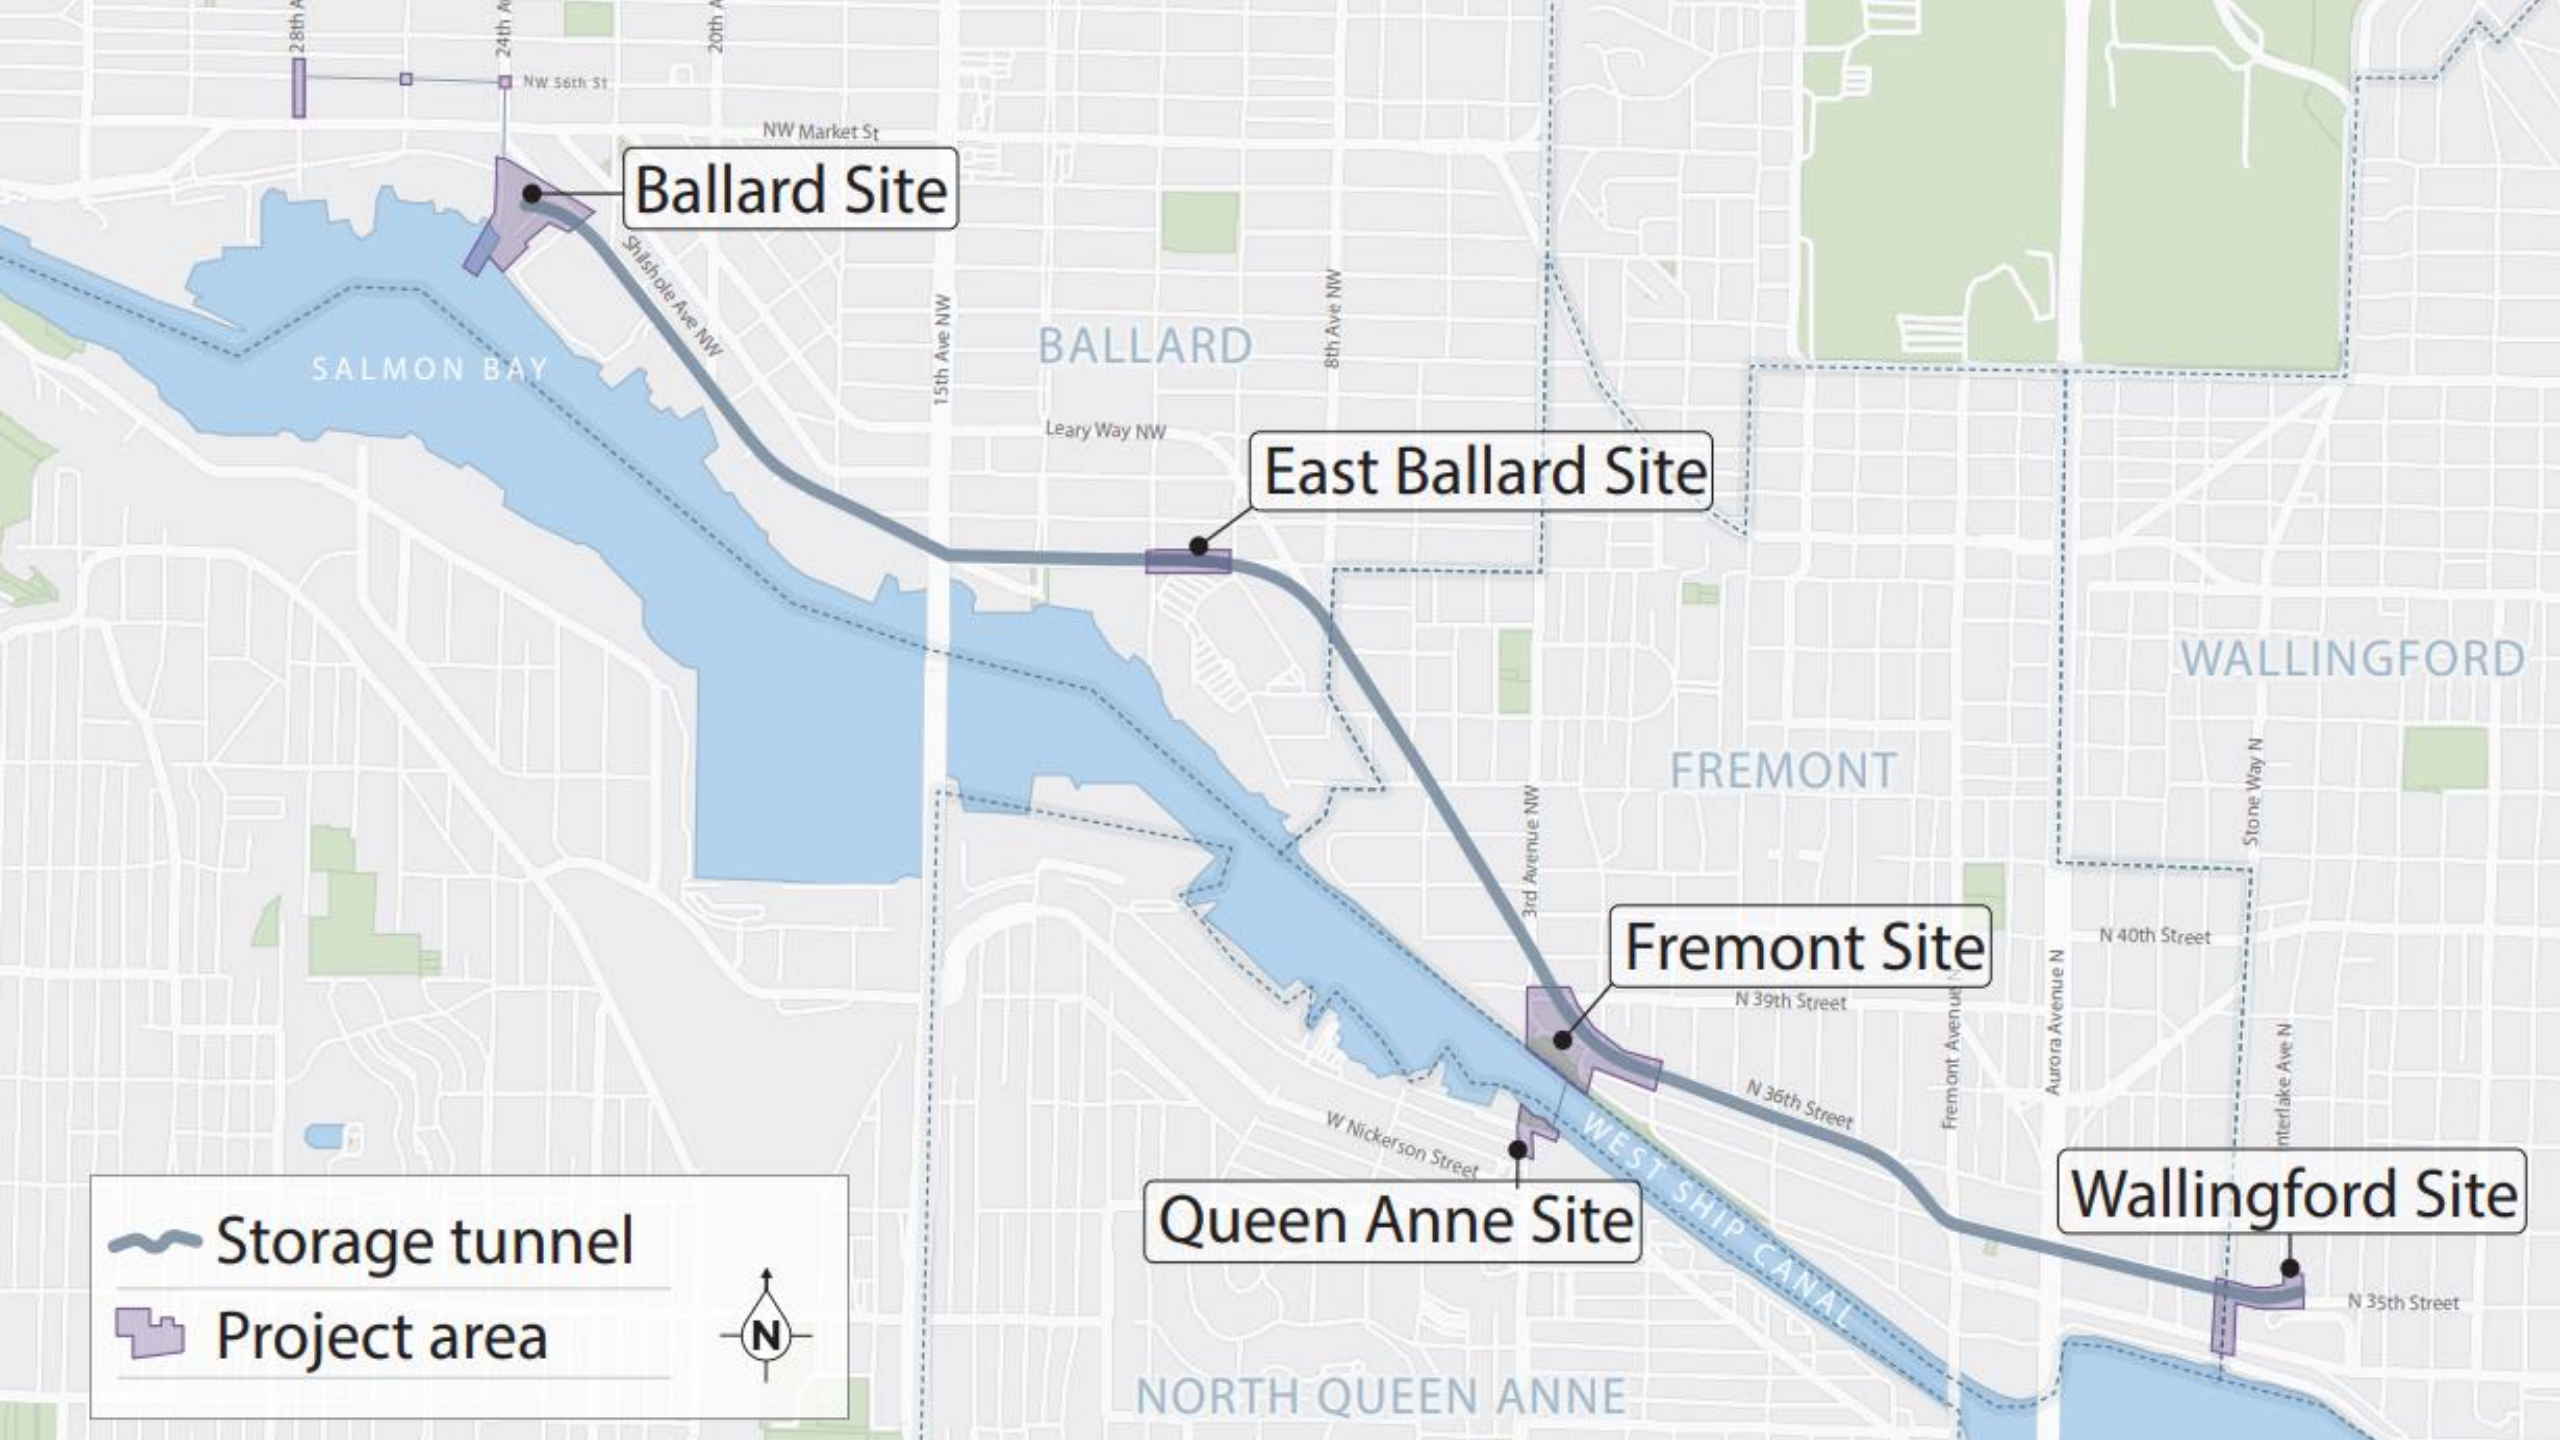 28th A
24th A
20th A
NW 56th St
NW Market St
Ballard Site
Shilshole Ave NW
15th Ave NW
8th Ave NW
BALLARD
SALMON BAY
Leary Way NW
East Ballard Site
WALLINGFORD
FREMONT
Stone Way N
3rd Avenue NW
Fremont Site
N 40th Street
N 39th Street
Fremont Avenue N
Aurora Avenue N
nterlake Ave N
N 36th Street
W Nickerson Street
WEST SHIP CANAL
Queen Anne Site
Wallingford Site
N 35th Street
Storage tunnel
Project area
N
NORTH QUEEN ANNE